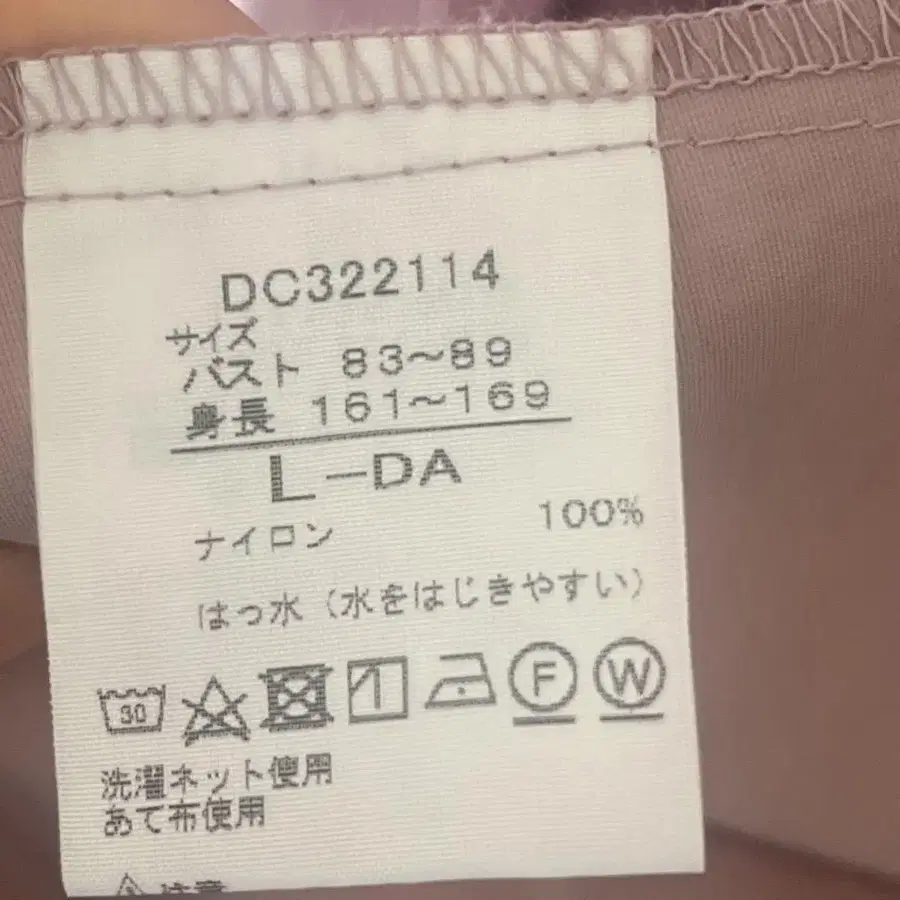 DC322114
サイズ
バスト 83～89
身長 161～169
L-DA
ナイロン 100%
はっ水（水をはじきやすい）
30
F W
洗濯ネット使用
あて布使用
注意